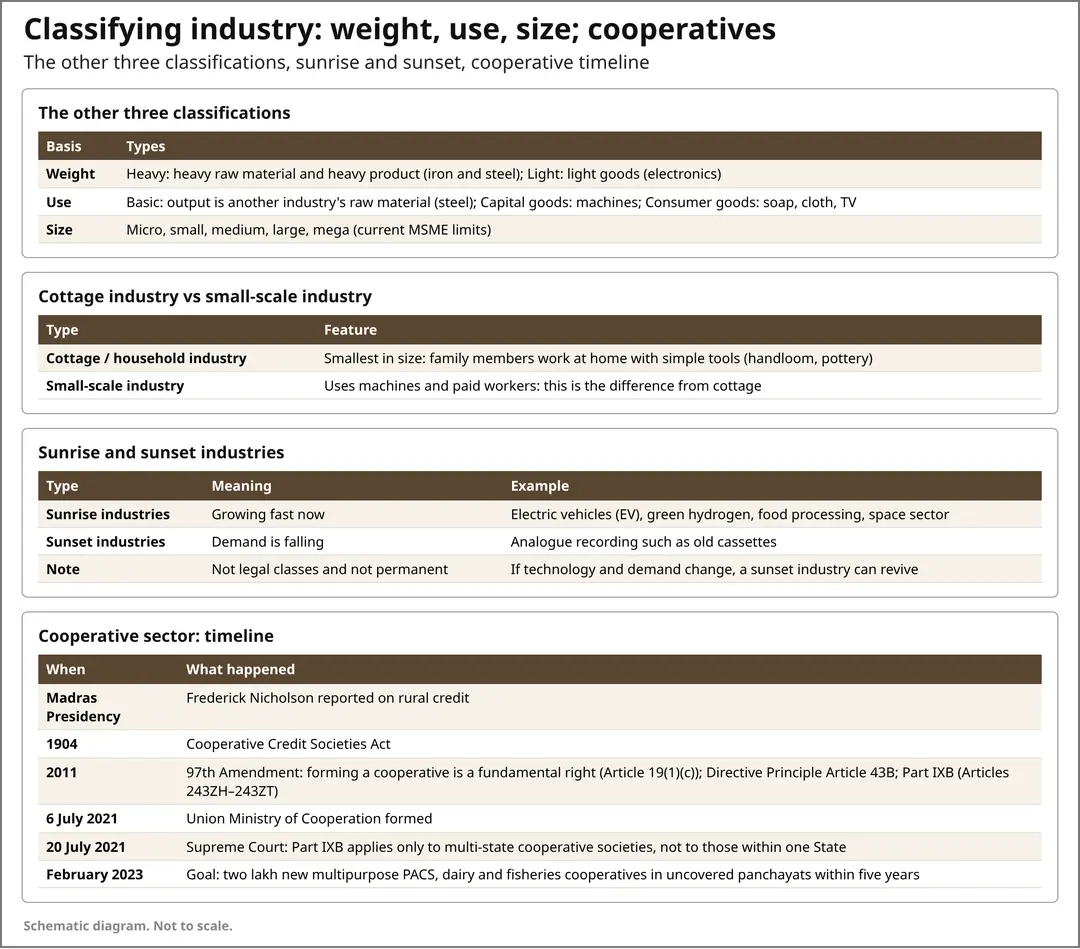 Classifying industry: weight, use, size; cooperatives
The other three classifications, sunrise and sunset, cooperative timeline
The other three classifications
Basis Types
Weight Heavy: heavy raw material and heavy product (iron and steel); Light: light goods (electronics)
Use Basic: output is another industry's raw material (steel); Capital goods: machines; Consumer goods: soap, cloth, TV
Size Micro, small, medium, large, mega (current MSME limits)
Cottage industry vs small-scale industry
Type Feature
Cottage / household industry Smallest in size: family members work at home with simple tools (handloom, pottery)
Small-scale industry Uses machines and paid workers: this is the difference from cottage
Sunrise and sunset industries
Type Meaning Example
Sunrise industries Growing fast now Electric vehicles (EV), green hydrogen, food processing, space sector
Sunset industries Demand is falling Analogue recording such as old cassettes
Note Not legal classes and not permanent If technology and demand change, a sunset industry can revive
Cooperative sector: timeline
When What happened
Madras Frederick Nicholson reported on rural credit
Presidency
1904 Cooperative Credit Societies Act
2011 97th Amendment: forming a cooperative is a fundamental right (Article 19(1)(c)); Directive Principle Article 43B; Part IXB (Articles
243ZH–243ZT)
6 July 2021 Union Ministry of Cooperation formed
20 July 2021 Supreme Court: Part IXB applies only to multi-state cooperative societies, not to those within one State
February 2023 Goal: two lakh new multipurpose PACS, dairy and fisheries cooperatives in uncovered panchayats within five years
Schematic diagram. Not to scale.